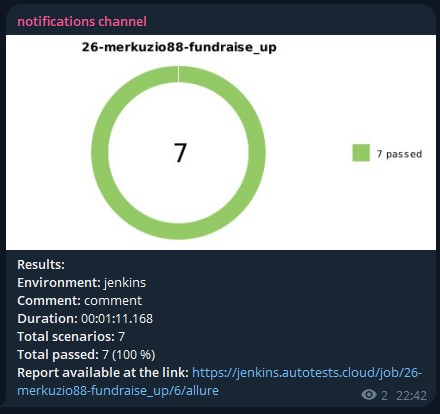 notifications channel
26-merkuzio88-fundraise_up
7
7 passed
Results:
Environment: jenkins
Comment: comment
Duration: 00:01:11.168
Total scenarios: 7
Total passed: 7 (100 %)
Report available at the link: https://jenkins.autotests.cloud/job/26-
merkuzio88-fundraise_up/6/allure
2 22:42